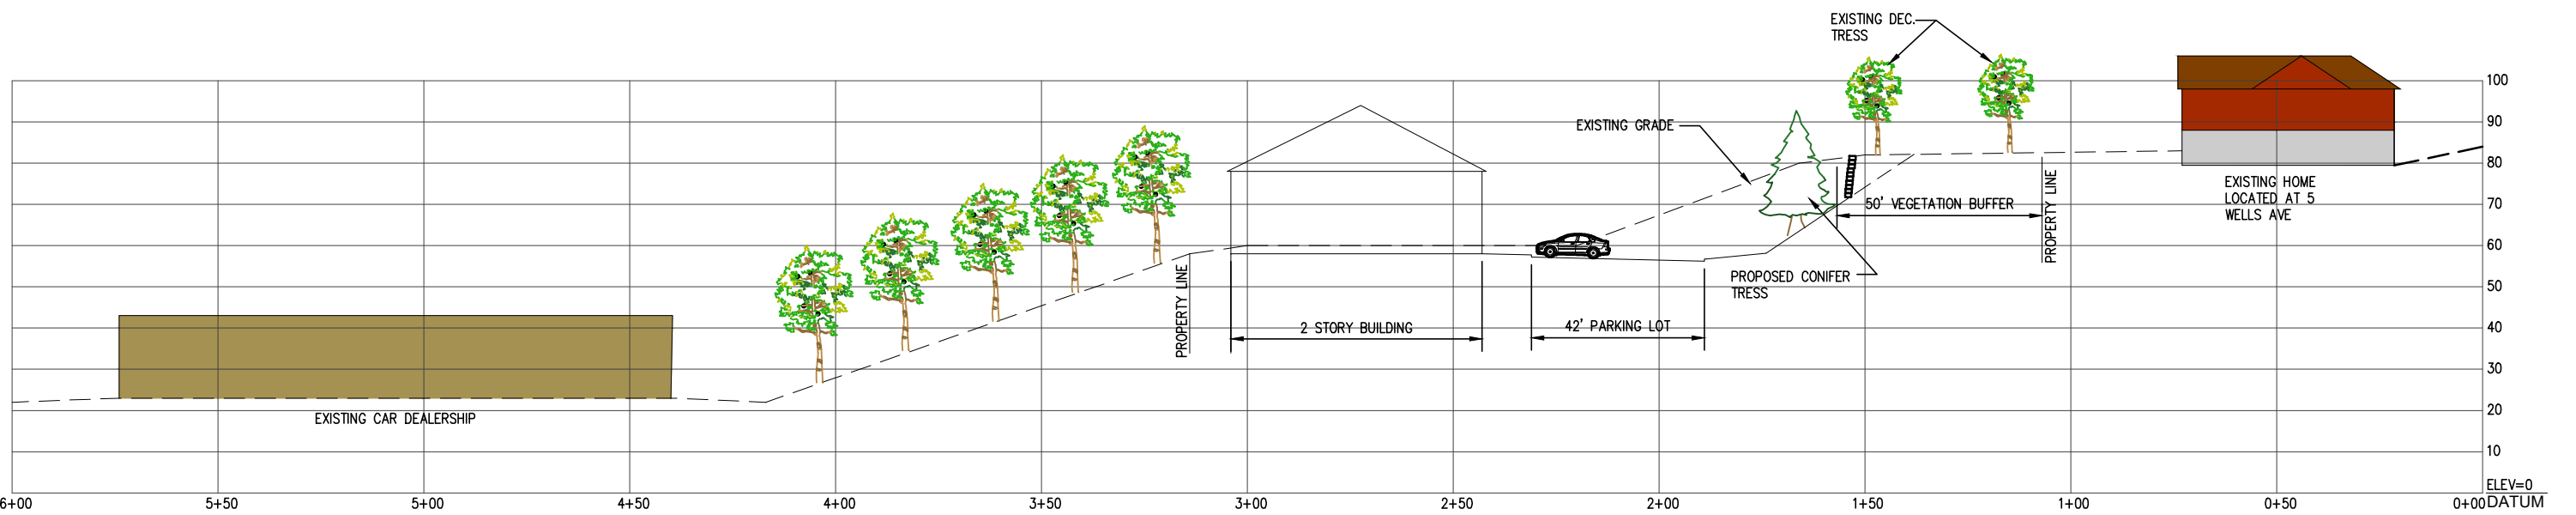 EXISTING DEC.
TRESS
100
EXISTING GRADE
90
80
EXISTING HOME
LOCATED AT 5
WELLS AVE
70
50' VEGETATION BUFFER
PROPERTY LINE
60
PROPERTY LINE
PROPOSED CONIFER
TRESS
50
2 STORY BUILDING
42' PARKING LOT
40
30
EXISTING CAR DEALERSHIP
20
10
ELEV=0
DATUM
6+00
5+50
5+00
4+50
4+00
3+50
3+00
2+50
2+00
1+50
1+00
0+50
0+00